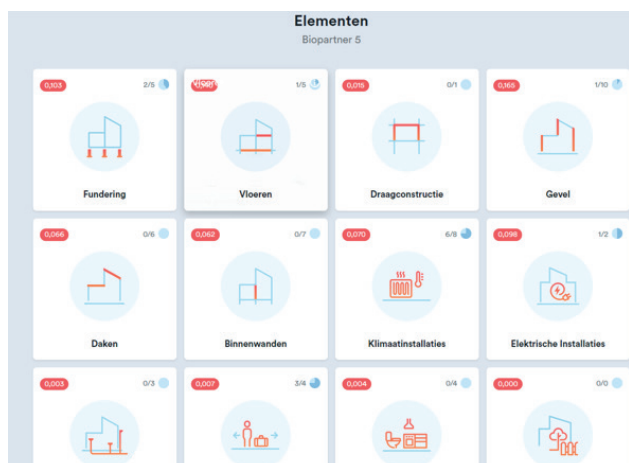 Elementen
Biopartner 5
0,103 2/5
1/5
0,015 0/1
0,165 1/10
Fundering
Vloeren
Draagconstructie
Gevel
0,066 0/6
0,062 0/7
0,070 6/8
0,098 1/2
Daken
Binnenwanden
Klimaatinstallaties
Elektrische Installaties
0,003 0/3
0,007 3/4
0,004 0/4
0,000 0/0